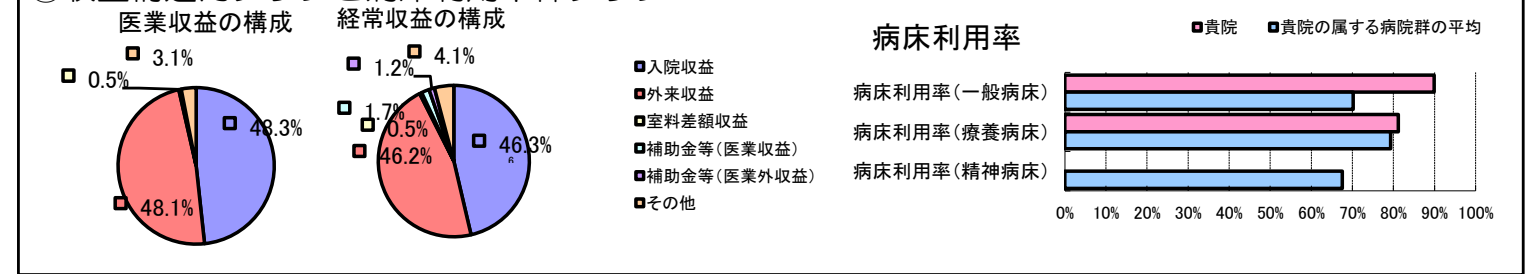 医業収益の構成
3.1%
0.5%
48.3%
48.1%
経常収益の構成
4.1%
1.2%
1.7%
0.5%
46.2%
46.3%
入院収益
外来収益
室料差額収益
補助金等(医業収益)
補助金等(医業外収益)
その他
病床利用率
貴院 貴院の属する病院群の平均
病床利用率(一般病床)
病床利用率(療養病床)
病床利用率(精神病床)
0% 10% 20% 30% 40% 50% 60% 70% 80% 90% 100%